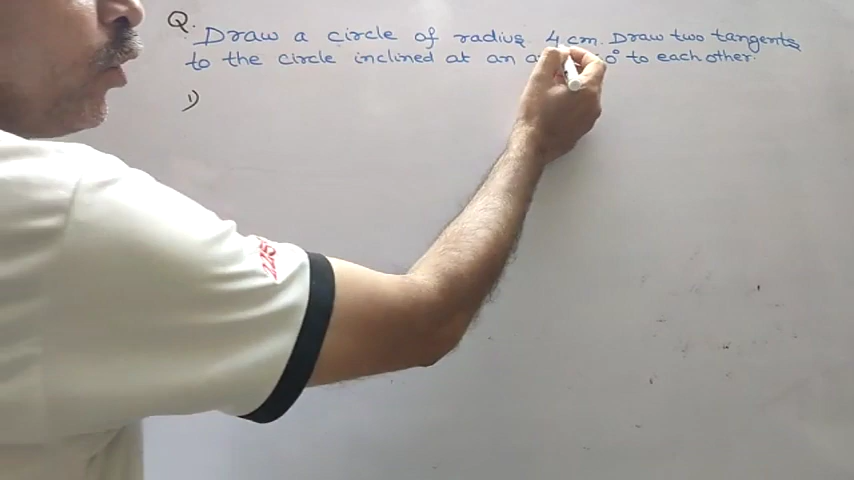 Q. Draw a circle of radius 4 cm. Draw two tangents
to the circle inclined at an to each other.
1)